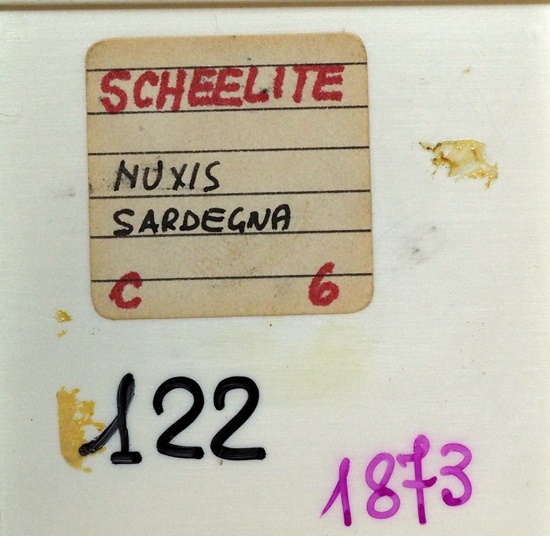 SCHEELITE
NUXIS
SARDEGNA
C 6
122
1873